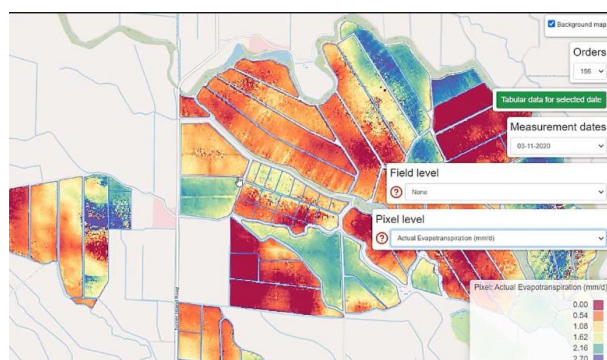 Background map
Orders
156
Tabular data for selected date
Measurement dates
03-11-2020
Field level
?
None
Pixel level
?
Actual Evapotranspiration (mm/d)
Pixel: Actual Evapotranspiration (mm/d)
0.00
0.54
1.08
1.62
2.16
2.70